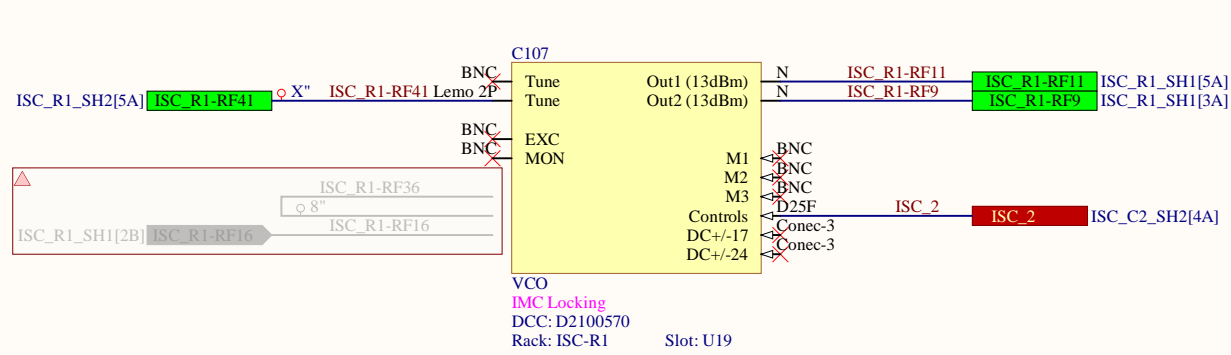 C107
BNC Tune Out1 (13dBm) N ISC_R1-RF11 ISC_R1-RF11 ISC_R1_SH1[5A]
ISC_R1_SH2[5A] ISC_R1-RF41 X" ISC_R1-RF41 Lemo 2P Tune Out2 (13dBm) N ISC_R1-RF9 ISC_R1-RF9 ISC_R1_SH1[3A]
BNC EXC
BNC MON M1 BNC
M2 BNC
ISC_R1-RF36 M3 BNC
8" Controls D25F ISC_2 ISC_2 ISC_C2_SH2[4A]
ISC_R1_SH1[2B] ISC_R1-RF16 ISC_R1-RF16 DC+/-17 Conec-3
DC+/-24 Conec-3
VCO
IMC Locking
DCC: D2100570
Rack: ISC-R1 Slot: U19